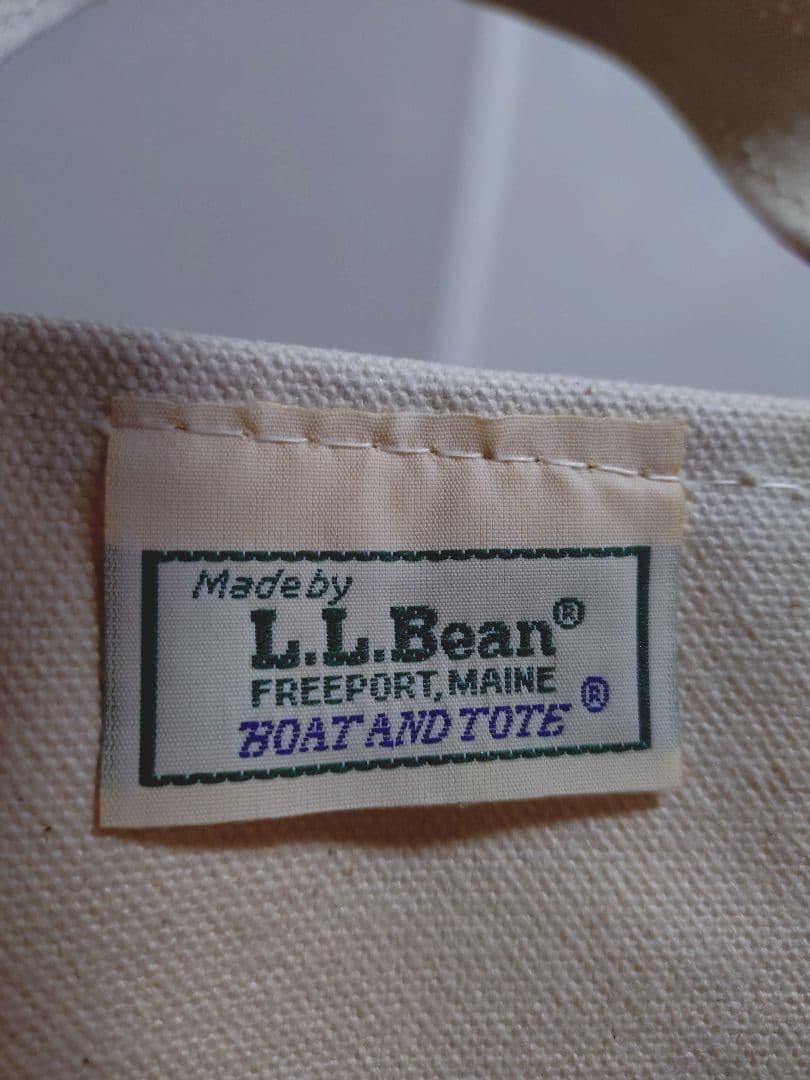 Made by
L.L.Bean®
FREEPORT, MAINE
BOAT AND TOTE®